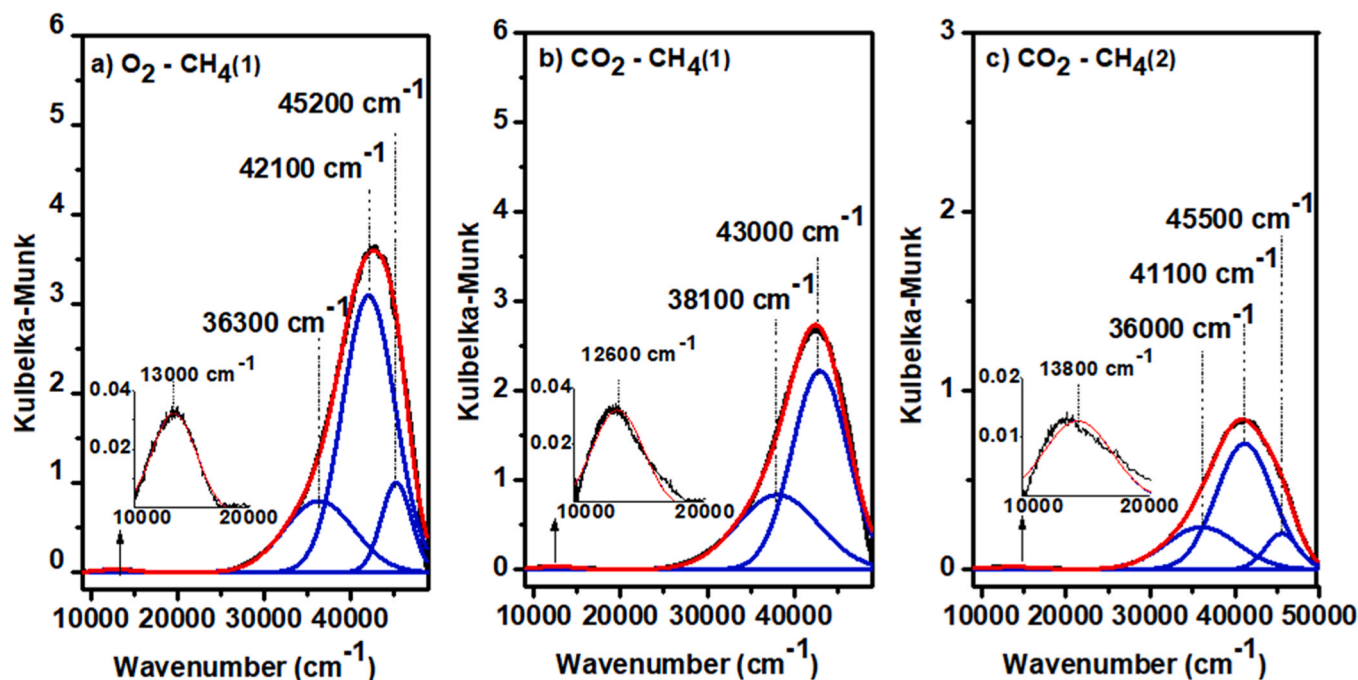 a) O2 - CH4(1)
45200 cm-1
42100 cm-1
36300 cm-1
13000 cm-1
0.04
0.02
10000 20000
6
5
4
3
2
1
0
10000 20000 30000 40000
Kulbelka-Munk
Wavenumber (cm-1)
b) CO2 - CH4(1)
43000 cm-1
38100 cm-1
12600 cm-1
0.04
0.02
10000 20000
6
5
4
3
2
1
0
10000 20000 30000 40000
Kulbelka-Munk
Wavenumber (cm-1)
c) CO2 - CH4(2)
45500 cm-1
41100 cm-1
36000 cm-1
13800 cm-1
0.02
0.01
10000 20000
3
2
1
0
10000 20000 30000 40000 50000
Kulbelka-Munk
Wavenumber (cm-1)